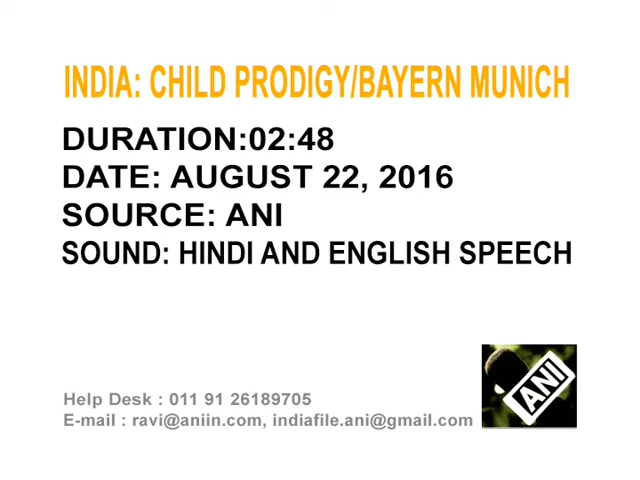 INDIA: CHILD PRODIGY/BAYERN MUNICH
DURATION:02:48
DATE: AUGUST 22, 2016
SOURCE: ANI
SOUND: HINDI AND ENGLISH SPEECH
Help Desk : 011 91 26189705
E-mail : ravi@aniin.com, indiafile.ani@gmail.com
ANI